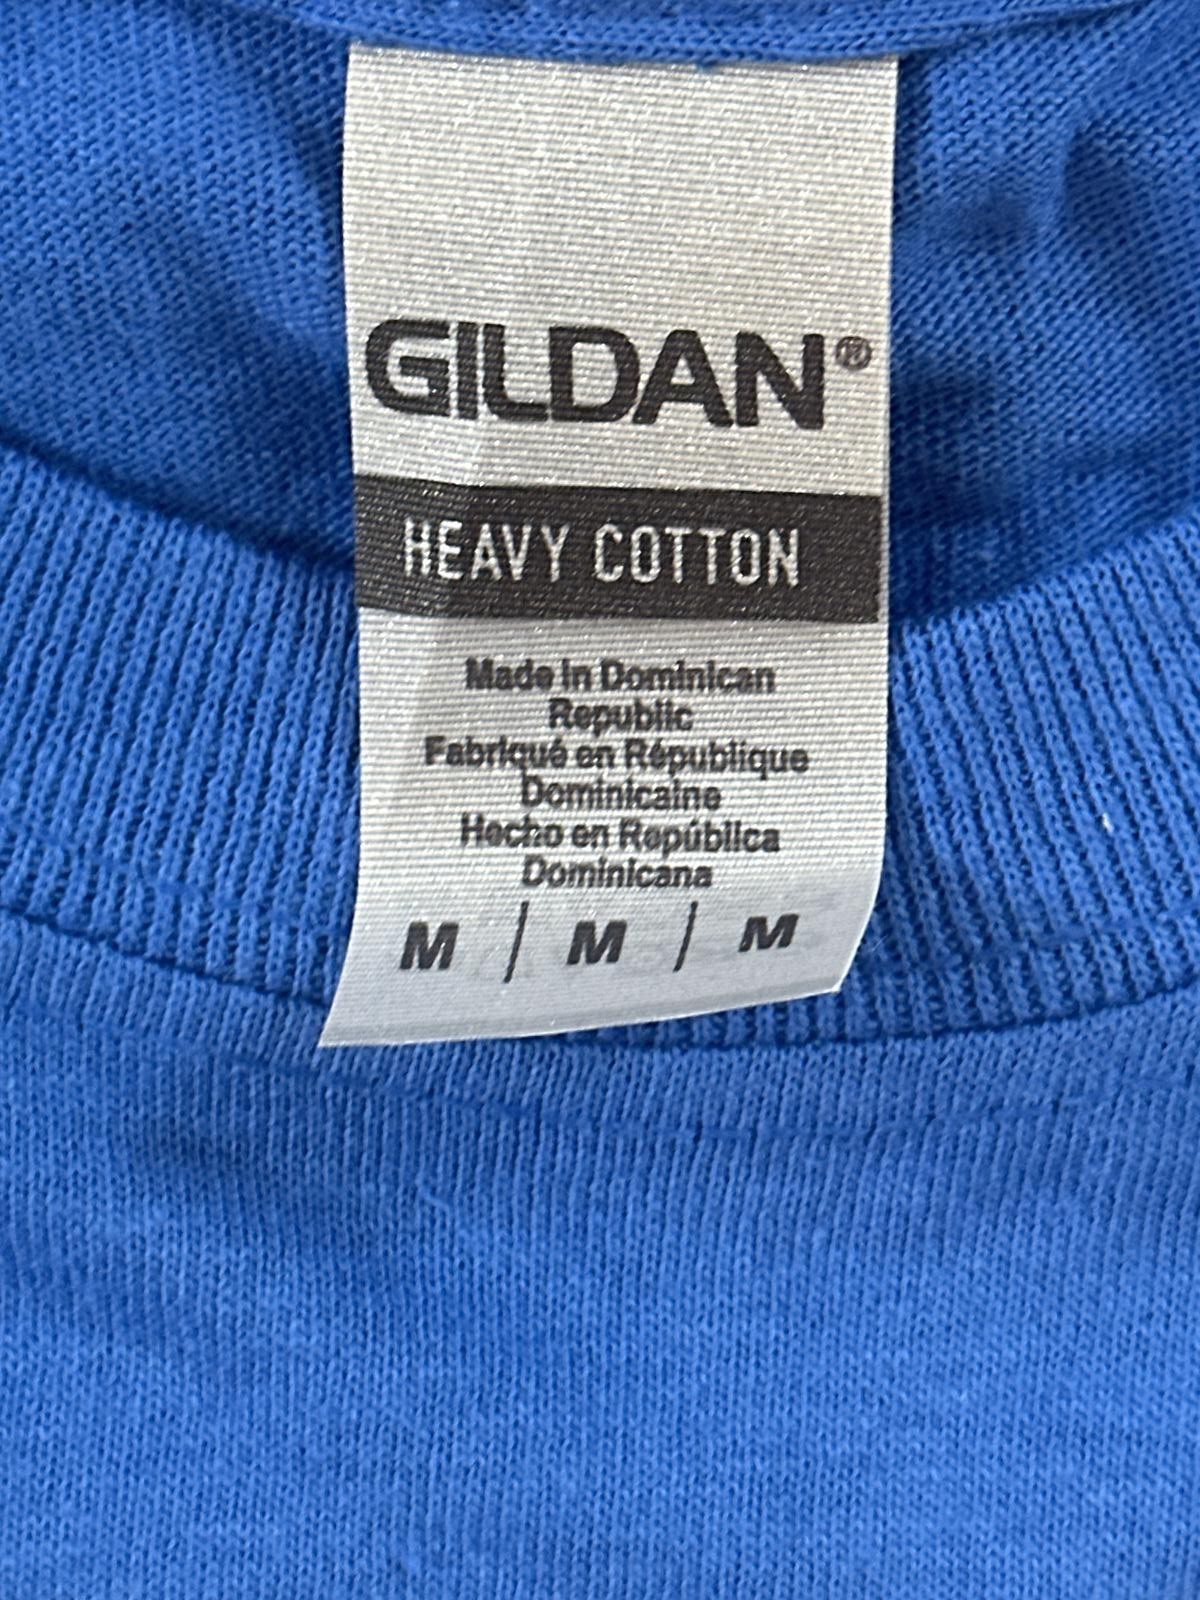 GILDAN®
HEAVY COTTON
Made in Dominican
Republic
Fabriqué en République
Dominicaine
Hecho en República
Dominicana
M / M / M